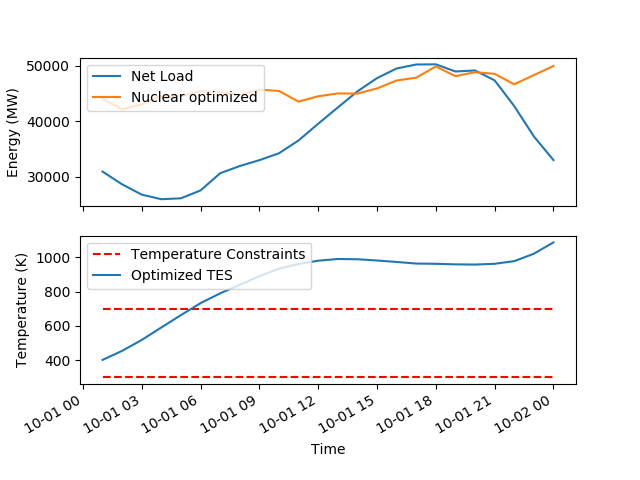 50000
40000
30000
Energy (MW)
Net Load
Nuclear optimized
1000
800
600
400
Temperature (K)
Temperature Constraints
Optimized TES
10-01 00
10-01 03
10-01 06
10-01 09
10-01 12
10-01 15
10-01 18
10-01 21
10-02 00
Time